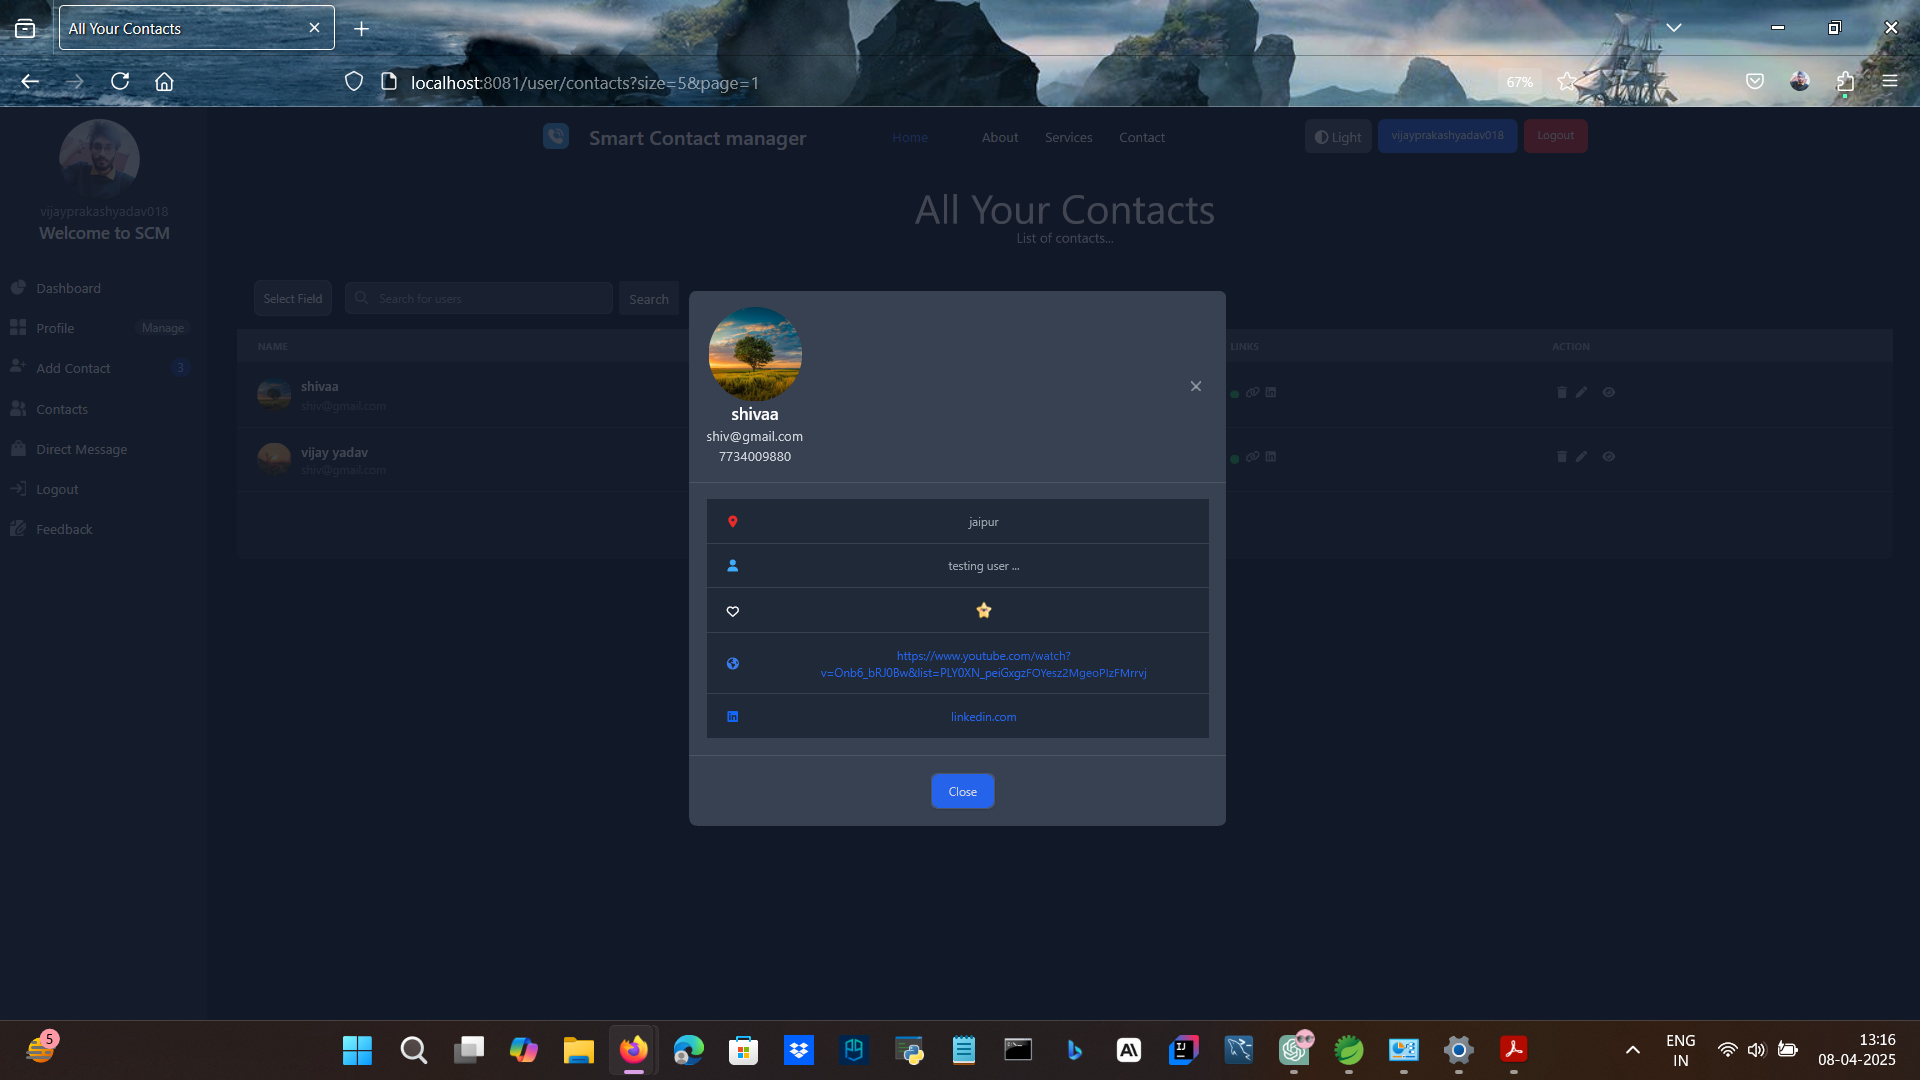 All Your Contacts
localhost:8081/user/contacts?size=5&page=1
67%
vijayprakashyadav018
Welcome to SCM
Dashboard
Profile
Manage
Add Contact
3
Contacts
Direct Message
Logout
Feedback
Smart Contact manager
Home
About
Services
Contact
Light
vijayprakashyadav018
Logout
All Your Contacts
List of contacts...
Select Field
Search for users
Search
NAME
LINKS
ACTION
shivaa
shiv@gmail.com
vijay yadav
shiv@gmail.com
shivaa
shiv@gmail.com
7734009880
jaipur
testing user ...
https://www.youtube.com/watch?
v=Onb6_bRJ0Bw&list=PLY0XN_peiGxgzFOYesz2MgeoPIzFMrrvj
linkedin.com
Close
5
ENG
IN
13:16
08-04-2025